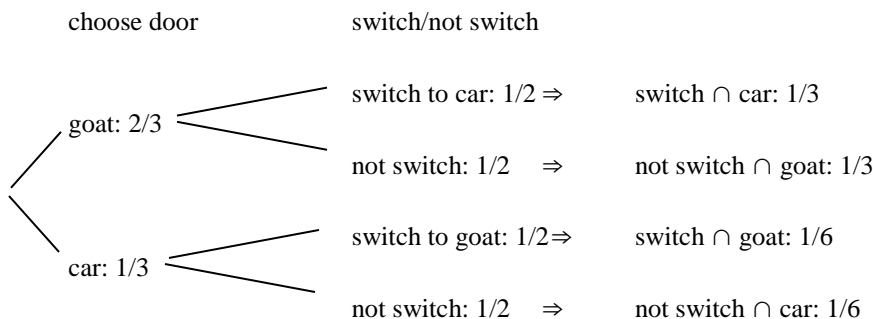 choose door switch/not switch
switch to car: 1/2 ⇒ switch ∩ car: 1/3
goat: 2/3
not switch: 1/2 ⇒ not switch ∩ goat: 1/3
switch to goat: 1/2⇒ switch ∩ goat: 1/6
car: 1/3
not switch: 1/2 ⇒ not switch ∩ car: 1/6